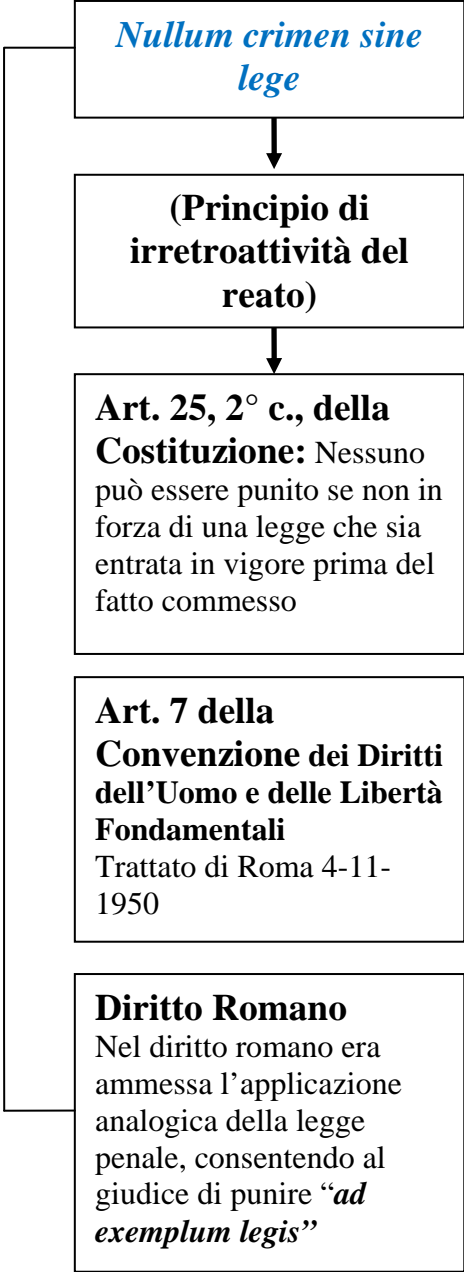 Nullum crimen sine
lege
(Principio di
irretroattività del
reato)
Art. 25, 2° c., della
Costituzione: Nessuno
può essere punito se non in
forza di una legge che sia
entrata in vigore prima del
fatto commesso
Art. 7 della
Convenzione dei Diritti
dell’Uomo e delle Libertà
Fondamentali
Trattato di Roma 4-11-
1950
Diritto Romano
Nel diritto romano era
ammessa l’applicazione
analogica della legge
penale, consentendo al
giudice di punire “ad
exemplum legis”